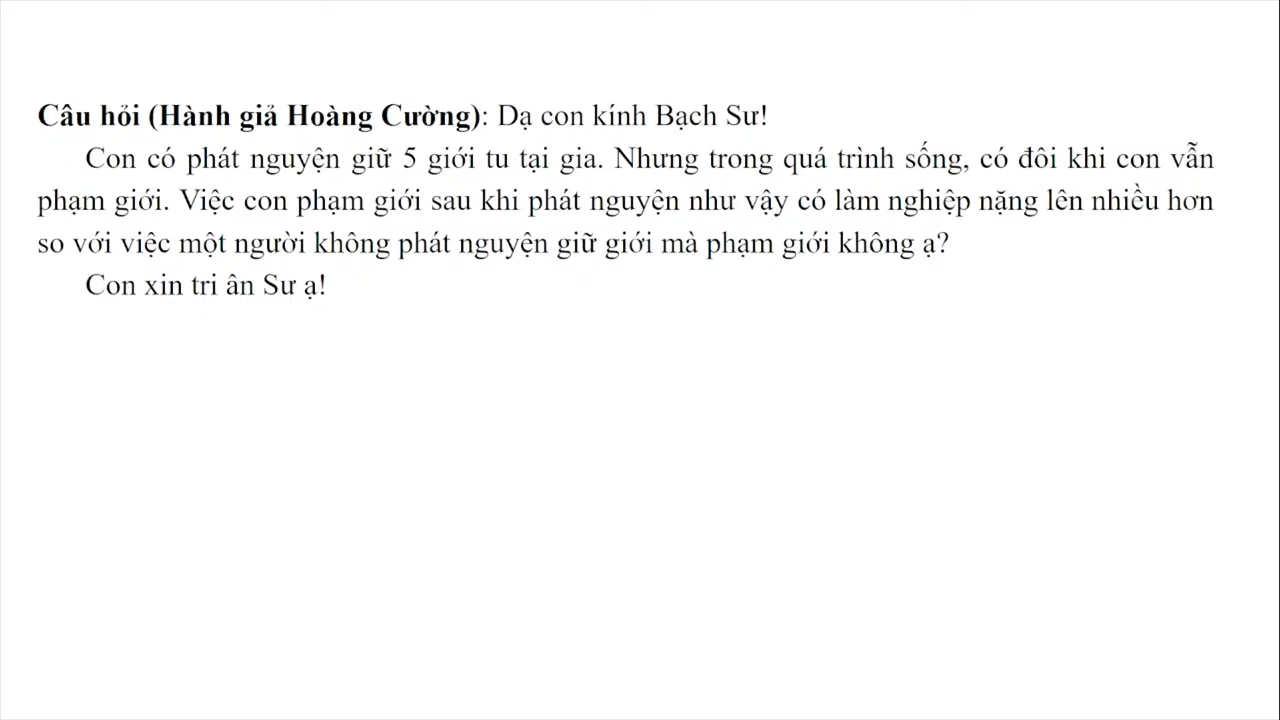 Câu hỏi (Hành giả Hoàng Cường): Dạ con kính Bạch Sư!
Con có phát nguyện giữ 5 giới tu tại gia. Nhưng trong quá trình sống, có đôi khi con vẫn
phạm giới. Việc con phạm giới sau khi phát nguyện như vậy có làm nghiệp nặng lên nhiều hơn
so với việc một người không phát nguyện giữ giới mà phạm giới không ạ?
Con xin tri ân Sư ạ!